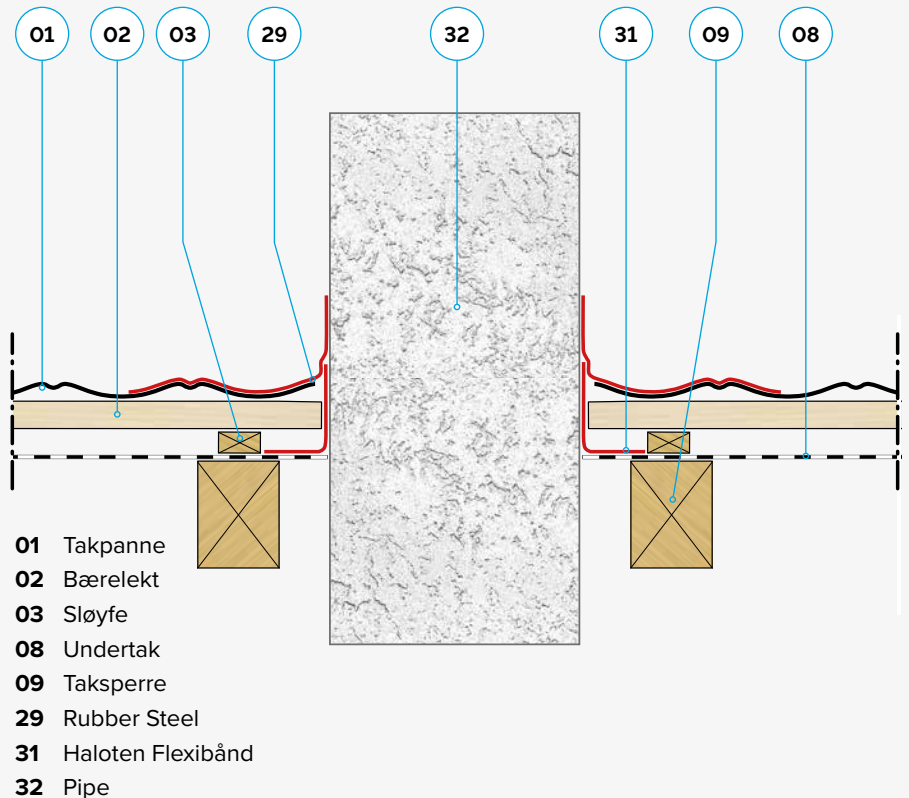 01 02 03 29 32 31 09 08
01 Takpanne
02 Bærelekt
03 Sløyfe
08 Undertak
09 Taksperre
29 Rubber Steel
31 Haloten Flexibånd
32 Pipe